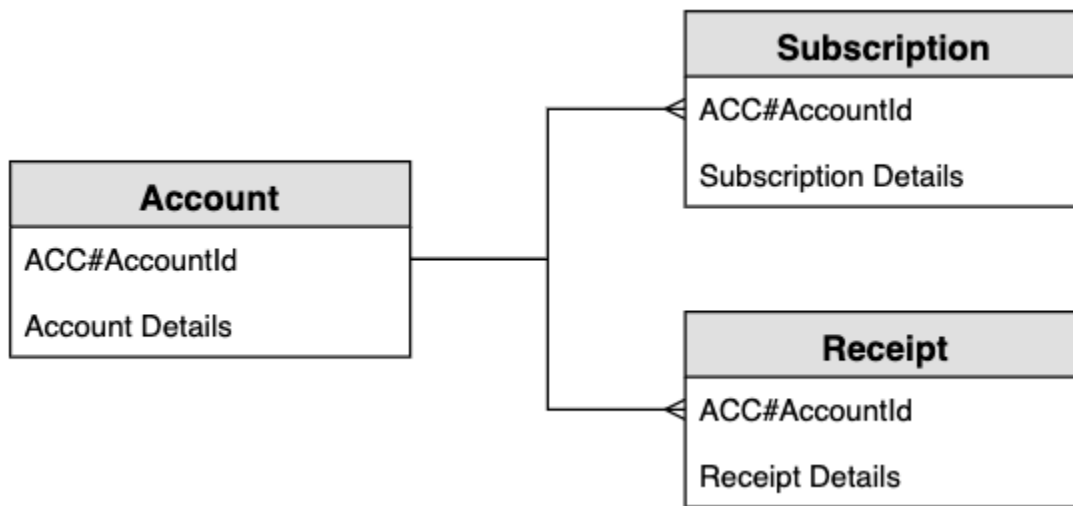 Account
ACC#AccountId
Account Details
Subscription
ACC#AccountId
Subscription Details
Receipt
ACC#AccountId
Receipt Details